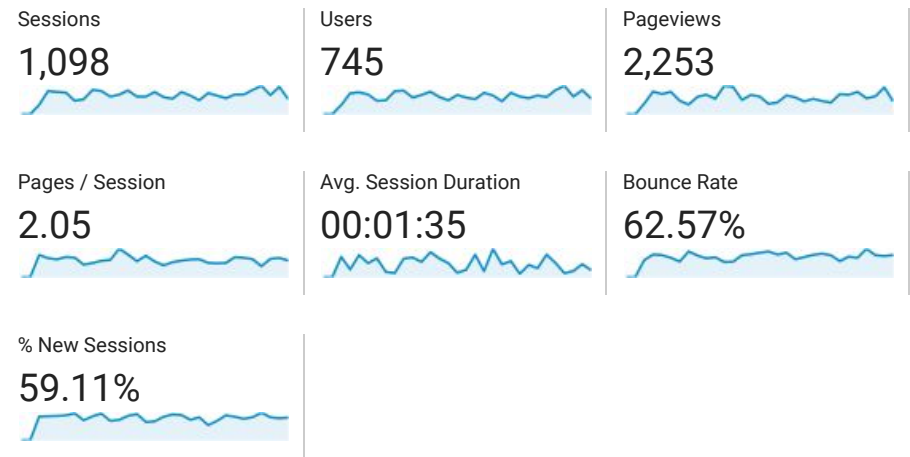 Sessions
1,098
Users
745
Pageviews
2,253
Pages / Session
2.05
Avg. Session Duration
00:01:35
Bounce Rate
62.57%
% New Sessions
59.11%